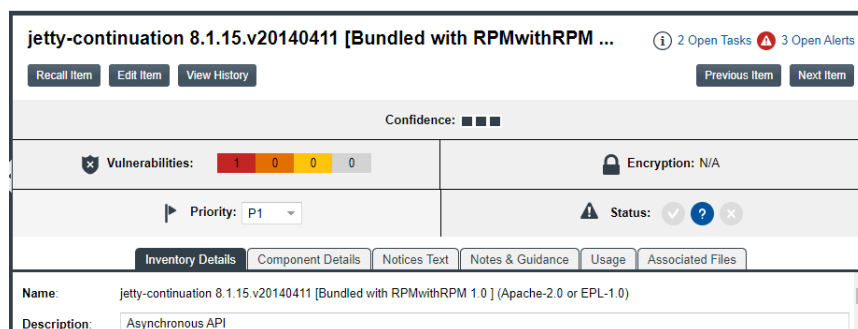 jetty-continuation 8.1.15.v20140411 [Bundled with RPMwithRPM ...
i 2 Open Tasks 3 Open Alerts
Recall Item Edit Item View History Previous Item Next Item
Confidence:
Vulnerabilities: 1 0 0 0 Encryption: N/A
Priority: P1 Status: ?
Inventory Details Component Details Notices Text Notes & Guidance Usage Associated Files
Name: jetty-continuation 8.1.15.v20140411 [Bundled with RPMwithRPM 1.0 ] (Apache-2.0 or EPL-1.0)
Description: Asynchronous API